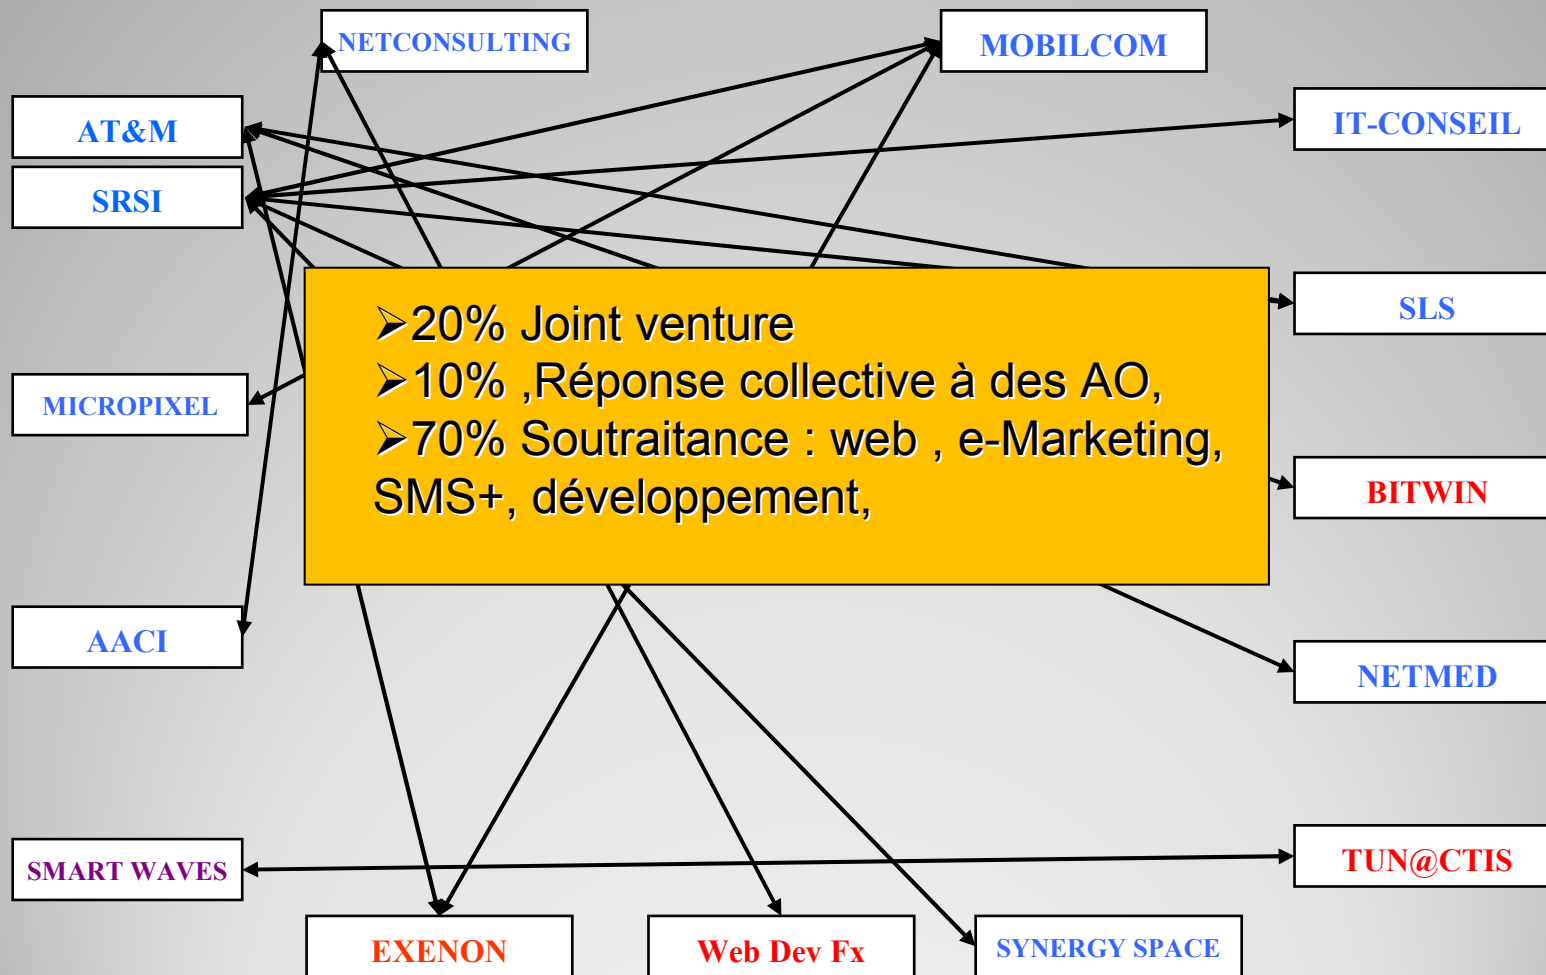 NETCONSULTING
MOBILCOM
AT&M
IT-CONSEIL
SRSI
SLS
➢20% Joint venture
➢10% ,Réponse collective à des AO,
➢70% Soutraitance : web , e-Marketing,
SMS+, développement,
MICROPIXEL
BITWIN
AACI
NETMED
SMART WAVES
TUN@CTIS
EXENON
Web Dev Fx
SYNERGY SPACE